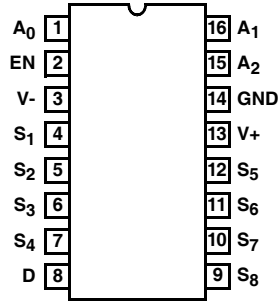 A0 1 16 A1
EN 2 15 A2
V- 3 14 GND
S1 4 13 V+
S2 5 12 S5
S3 6 11 S6
S4 7 10 S7
D 8 9 S8